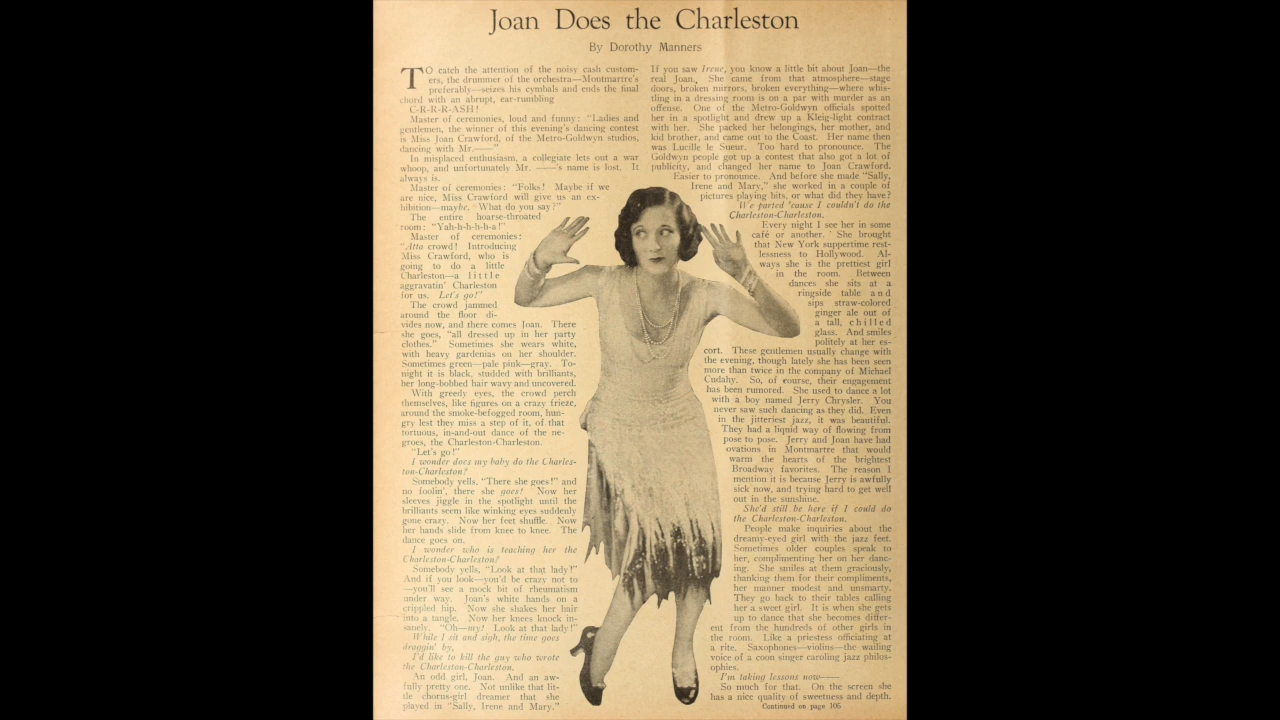 Joan Does the Charleston
By Dorothy Manners
TO catch the attention of the noisy cash custom-
ers, the drummer of the orchestra—Montmartre's
preferably—seizes his cymbals and ends the final
chord with an abrupt, ear-rumbling
C-R-R-R-ASH!
Master of ceremonies, loud and funny: "Ladies and
gentlemen, the winner of this evening's dancing contest
is Miss Joan Crawford, of the Metro-Goldwyn studios,
dancing with Mr.——"
In misplaced enthusiasm, a collegiate lets out a war
whoop, and unfortunately Mr. ——'s name is lost. It
always is.
Master of ceremonies: "Folks! Maybe if we
are nice, Miss Crawford will give us an ex-
hibition—maybe. What do you say?"
The entire hoarse-throated
room: "Yah-h-h-h-h-a!"
Master of ceremonies:
"Atta crowd! Introducing
Miss Crawford, who is
going to do a little
Charleston—a little
aggravatin' Charleston
for us. Let's go!"
The crowd jammed
around the floor di-
vides now, and there comes Joan. There
she goes, "all dressed up in her party
clothes." Sometimes she wears white,
with heavy gardenias on her shoulder.
Sometimes green—pale pink—gray. To-
night it is black, studded with brilliants,
her long-bobbed hair wavy and uncovered.
With greedy eyes, the crowd perch
themselves, like figures on a crazy frieze,
around the smoke-befogged room, hun-
gry lest they miss a step of it, of that
tortuous, in-and-out dance of the ne-
groes, the Charleston-Charleston.
"Let's go!"
I wonder does my baby do the Charles-
ton-Charleston?
Somebody yells, "There she goes!" and
no foolin', there she goes! Now her
sleeves jiggle in the spotlight until the
brilliants seem like winking eyes suddenly
gone crazy. Now her feet shuffle. Now
her hands slide from knee to knee. The
dance goes on.
I wonder who is teaching her the
Charleston-Charleston?
Somebody yells, "Look at that lady!"
And if you look—you'd be crazy not to
—you'll see a mock bit of rheumatism
under way. Joan's white hands on a
crippled hip. Now she shakes her hair
into a tangle. Now her knees knock in-
sanely. "Oh—my! Look at that lady!"
While I sit and sigh, the time goes
draggin' by,
I'd like to kill the guy who wrote
the Charleston-Charleston.
An odd girl, Joan. And an aw-
fully pretty one. Not unlike that lit-
tle chorus-girl dreamer that she
played in "Sally, Irene and Mary."
If you saw Irene, you know a little bit about Joan—the
real Joan. She came from that atmosphere—stage
doors, broken mirrors, broken everything—where whis-
tling in a dressing room is on a par with murder as an
offense. One of the Metro-Goldwyn officials spotted
her in a spotlight and drew up a Kleig-light contract
with her. She packed her belongings, her mother, and
kid brother, and came out to the Coast. Her name then
was Lucille le Sueur. Too hard to pronounce. The
Goldwyn people got up a contest that also got a lot of
publicity, and changed her name to Joan Crawford.
Easier to pronounce. And before she made "Sally,
Irene and Mary," she worked in a couple of
pictures playing bits, or what did they have?
We parted 'cause I couldn't do the
Charleston-Charleston.
Every night I see her in some
café or another. She brought
that New York suppertime rest-
lessness to Hollywood. Al-
ways she is the prettiest girl
in the room. Between
dances she sits at a
ringside table and
sips straw-colored
ginger ale out of
a tall, chilled
glass. And smiles
politely at her es-
cort. These gentlemen usually change with
the evening, though lately she has been seen
more than twice in the company of Michael
Cudahy. So, of course, their engagement
has been rumored. She used to dance a lot
with a boy named Jerry Chrysler. You
never saw such dancing as they did. Even
in the jitteriest jazz, it was beautiful.
They had a liquid way of flowing from
pose to pose. Jerry and Joan have had
ovations in Montmartre that would
warm the hearts of the brightest
Broadway favorites. The reason I
mention it is because Jerry is awfully
sick now, and trying hard to get well
out in the sunshine.
She'd still be here if I could do
the Charleston-Charleston.
People make inquiries about the
dreamy-eyed girl with the jazz feet.
Sometimes older couples speak to
her, complimenting her on her danc-
ing. She smiles at them graciously,
thanking them for their compliments,
her manner modest and unsmarty.
They go back to their tables calling
her a sweet girl. It is when she gets
up to dance that she becomes differ-
ent from the hundreds of other girls in
the room. Like a priestess officiating at
a rite. Saxophones—violins—the wailing
voice of a coon singer caroling jazz philos-
ophies.
I'm taking lessons now——
So much for that. On the screen she
has a nice quality of sweetness and depth.
Continued on page 105